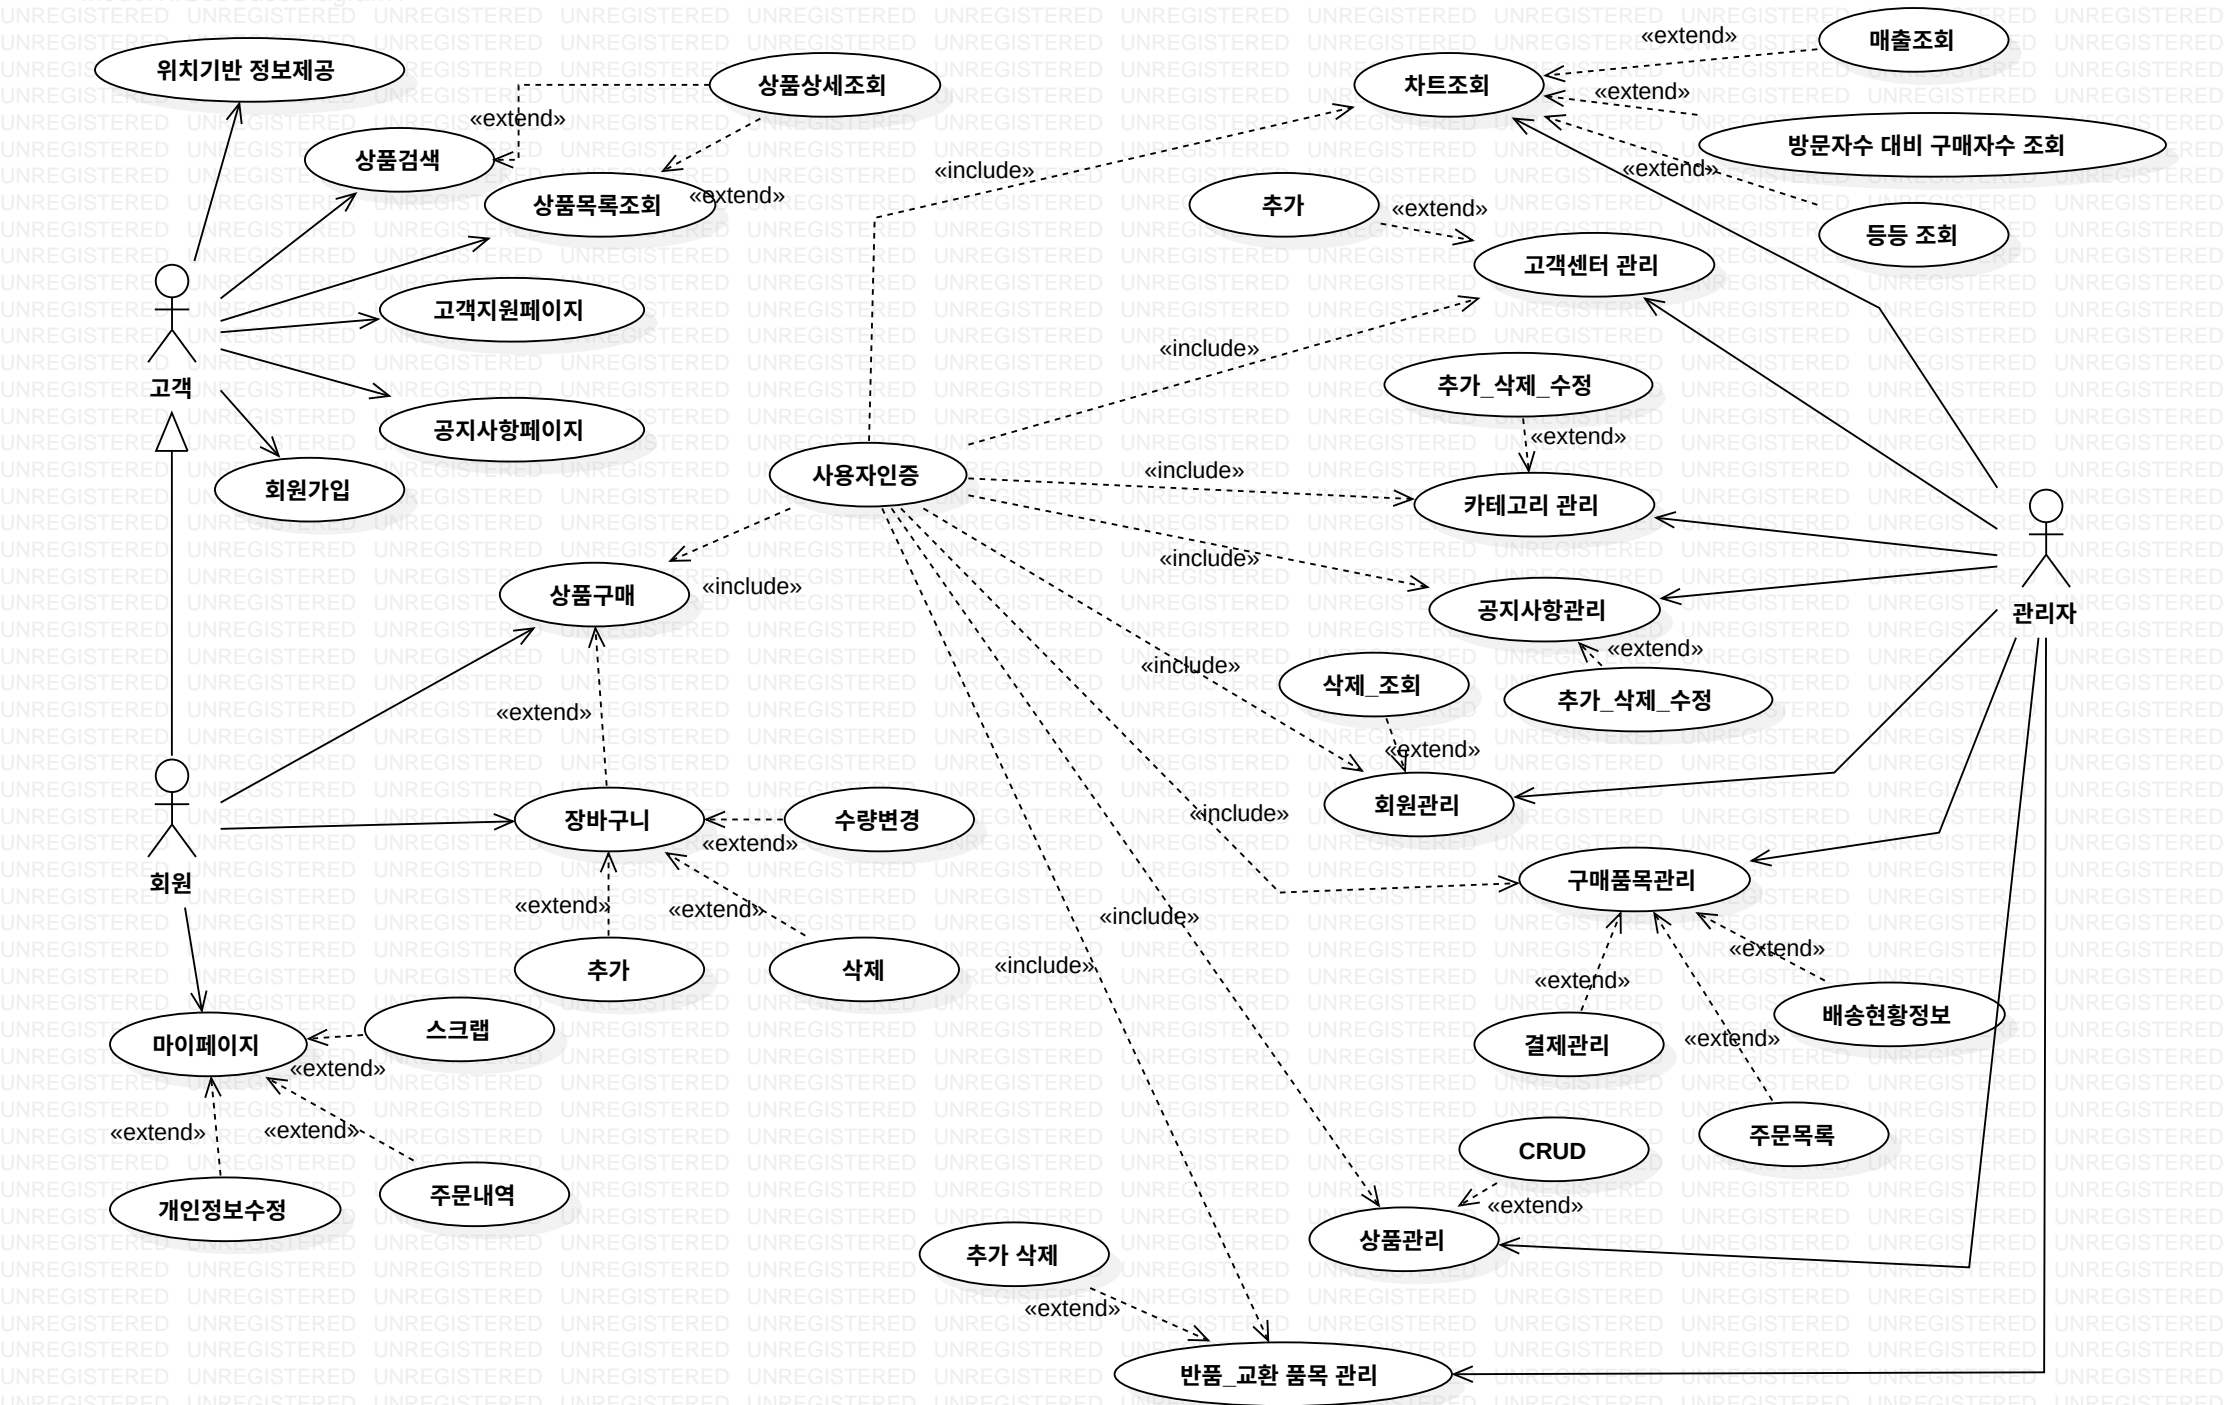 위치기반 정보제공
상품상세조회
«extend»
상품검색
상품목록조회
«extend»
고객지원페이지
고객
공지사항페이지
회원가입
차트조회
«extend»
매출조회
«extend»
방문자수 대비 구매자수 조회
«extend»
등등 조회
«include»
추가
«extend»
고객센터 관리
«include»
추가_삭제_수정
«extend»
사용자인증
«include»
카테고리 관리
«include»
공지사항관리
관리자
«extend»
추가_삭제_수정
상품구매
«include»
«include»
삭제_조회
«extend»
회원관리
«extend»
장바구니
수량변경
«extend»
«include»
회원
구매품목관리
«extend»
«extend»
추가
삭제
«include»
«include»
«extend»
«extend»
배송현황정보
결제관리
«extend»
주문목록
마이페이지
스크랩
«extend»
«extend»
«extend»
개인정보수정
주문내역
CRUD
«extend»
상품관리
추가 삭제
«extend»
반품_교환 품목 관리